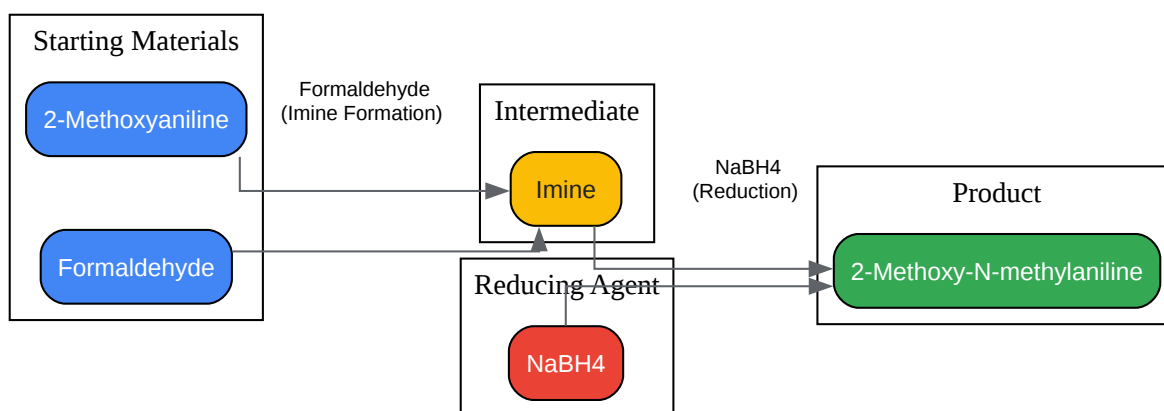 Starting Materials
2-Methoxyaniline
Formaldehyde
Formaldehyde
(Imine Formation)
Intermediate
Imine
Reducing Agent
NaBH4
NaBH4
(Reduction)
Product
2-Methoxy-N-methylaniline